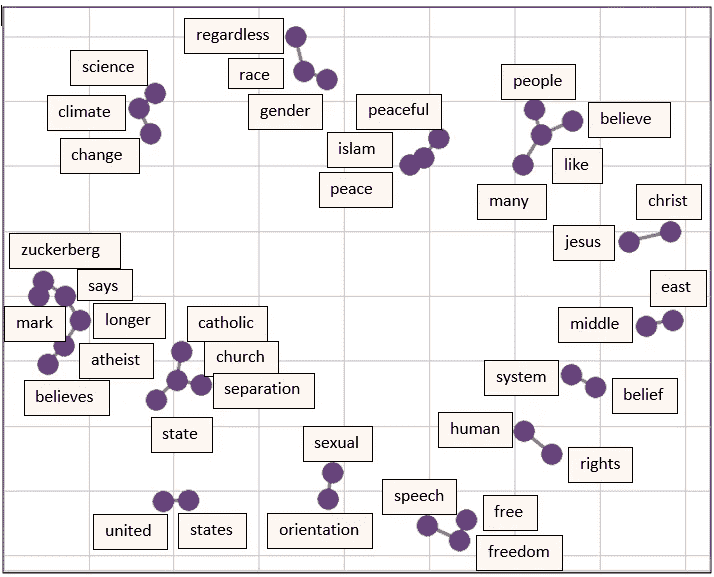 regardless
science
race
people
climate
gender
peaceful
believe
change
islam
like
peace
many
christ
jesus
zuckerberg
says
east
mark
longer
catholic
middle
atheist
church
believes
separation
system
belief
state
sexual
human
rights
speech
free
united
states
orientation
freedom